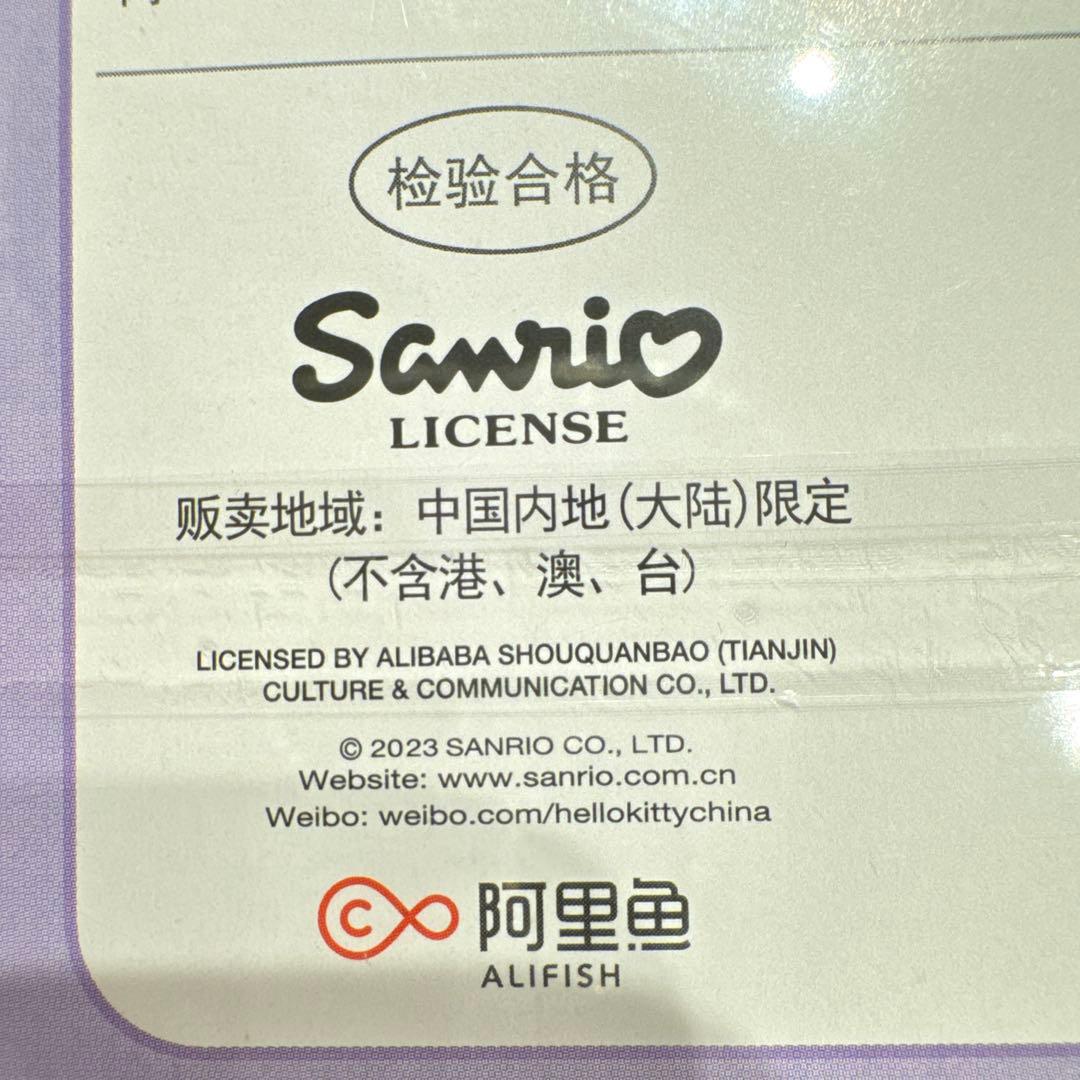 检验合格
Sanrio
LICENSE
贩卖地域：中国内地(大陆)限定
(不含港、澳、台)
LICENSED BY ALIBABA SHOUQUANBAO (TIANJIN)
CULTURE & COMMUNICATION CO., LTD.
© 2023 SANRIO CO., LTD.
Website: www.sanrio.com.cn
Weibo: weibo.com/hellokittychina
阿里鱼
ALIFISH